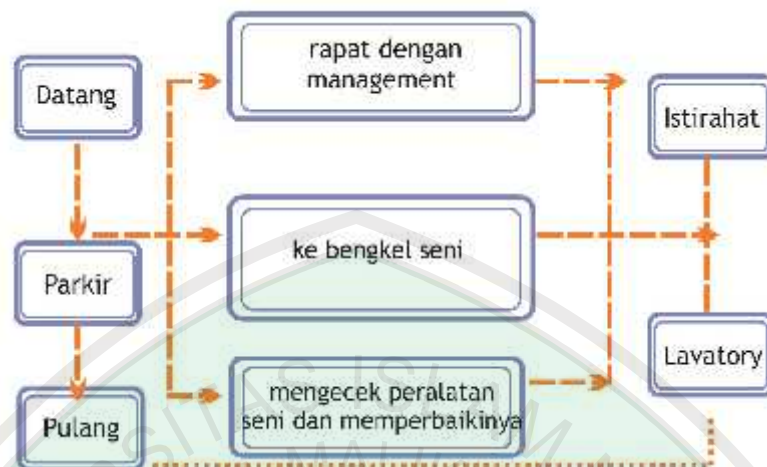 Datang
Parkir
Pulang
rapat dengan
management
ke bengkel seni
mengecek peralatan
seni dan memperbaikinya
Istirahat
Lavatory